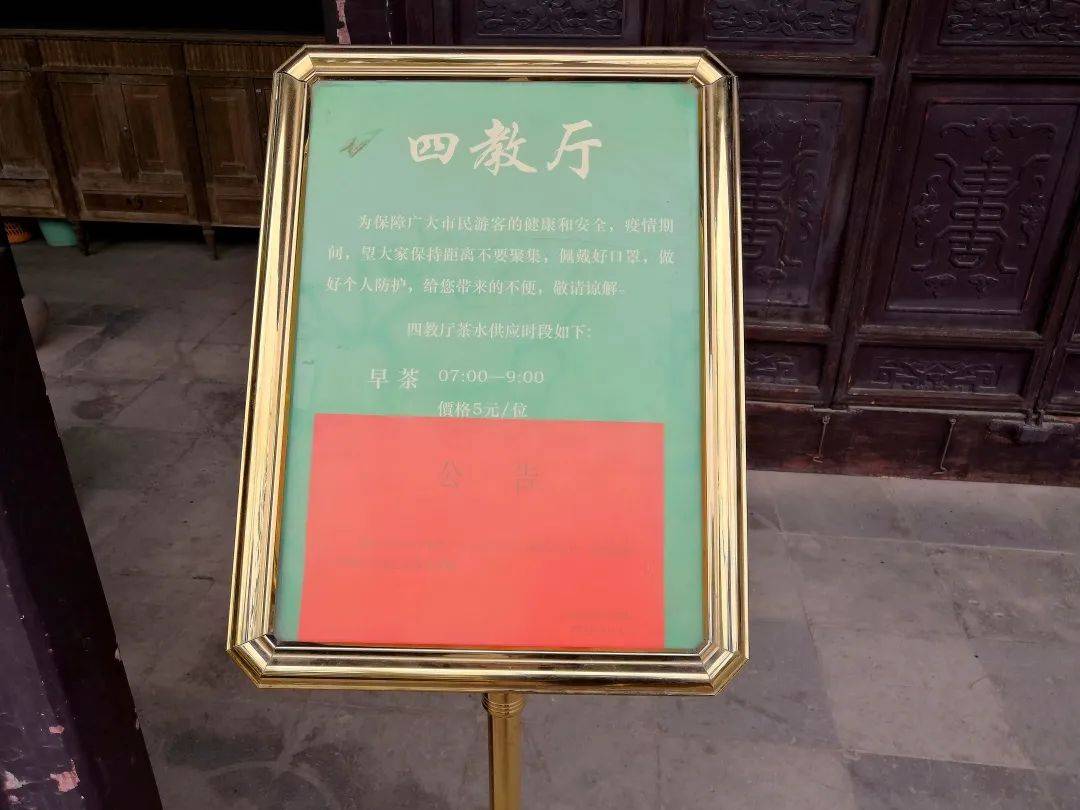 四教厅
为保障广大市民游客的健康和安全，疫情期
间，望大家保持距离不要聚集，佩戴好口罩，做
好个人防护，给您带来的不便，敬请谅解。
四教厅茶水供应时段如下：
早茶 07:00—9:00
價格5元/位
公 告